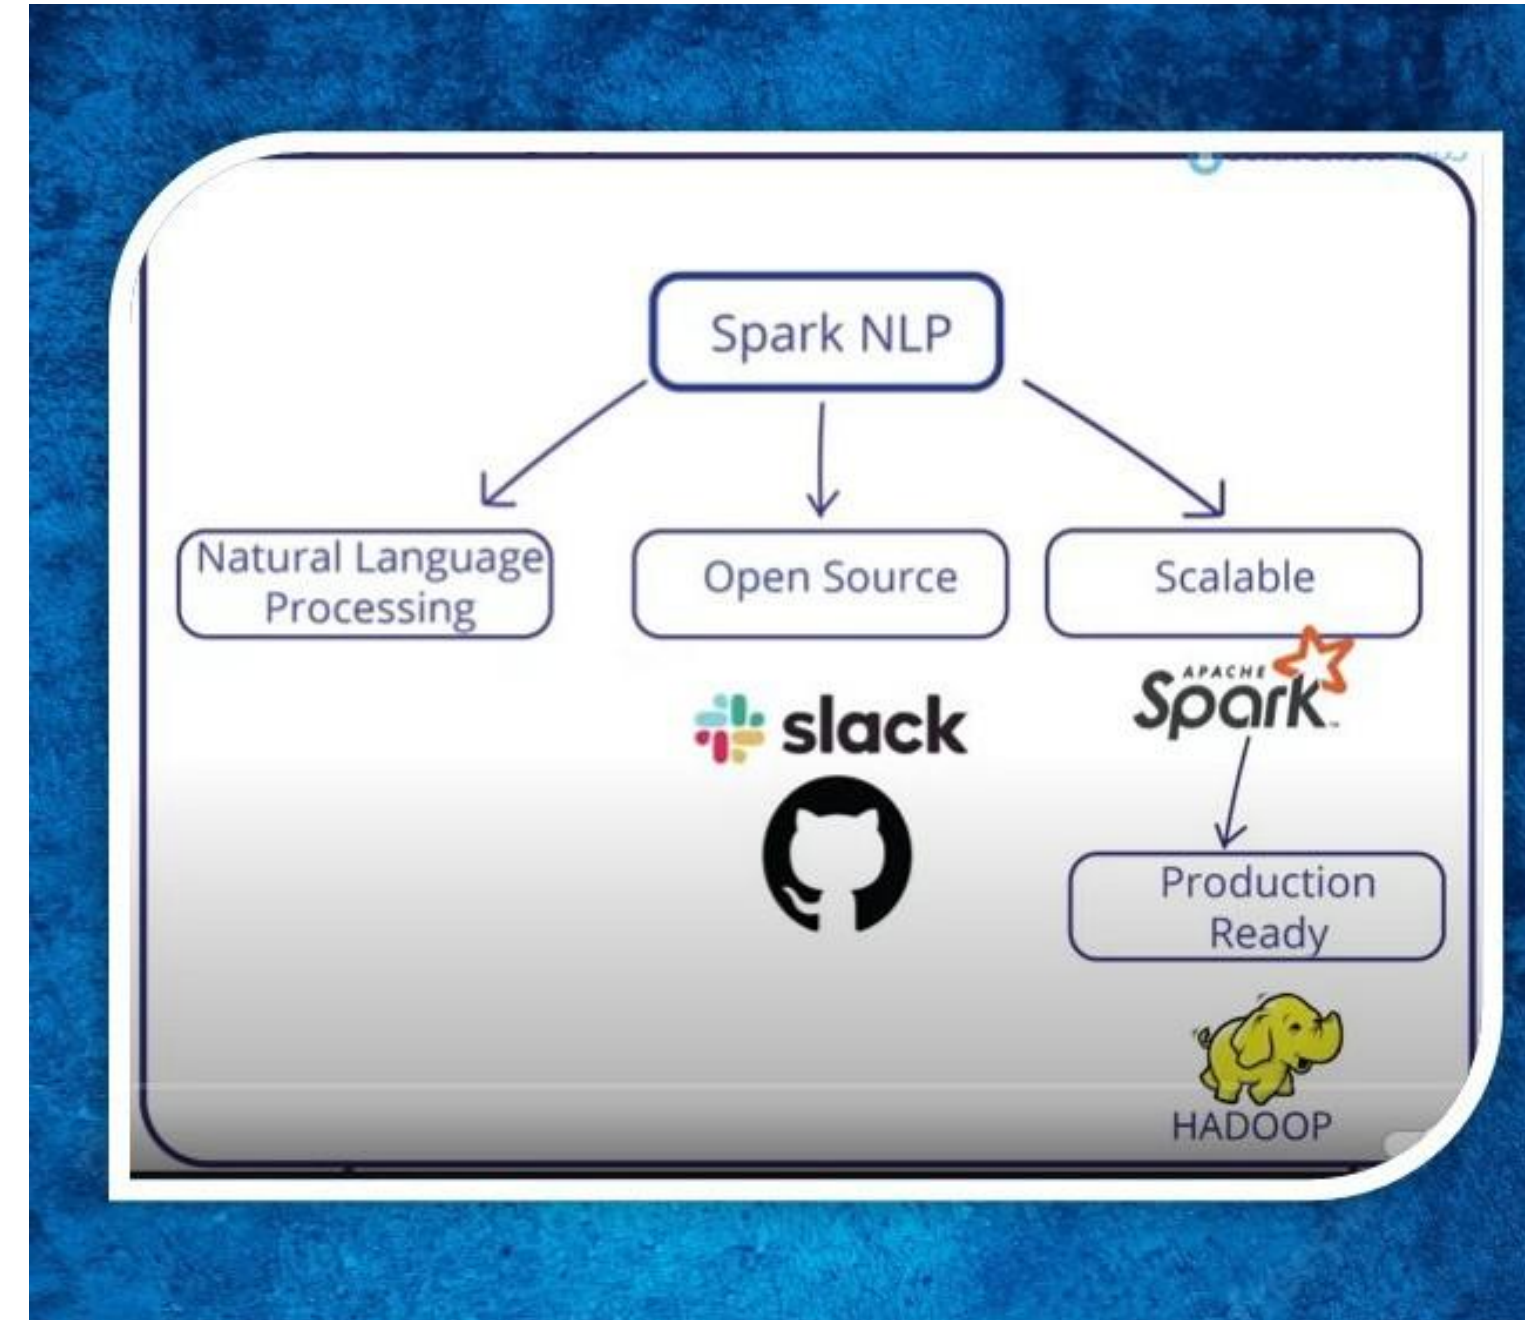 Spark NLP
Natural Language
Processing
Open Source
Scalable
slack
APACHE
Spark
Production
Ready
HADOOP